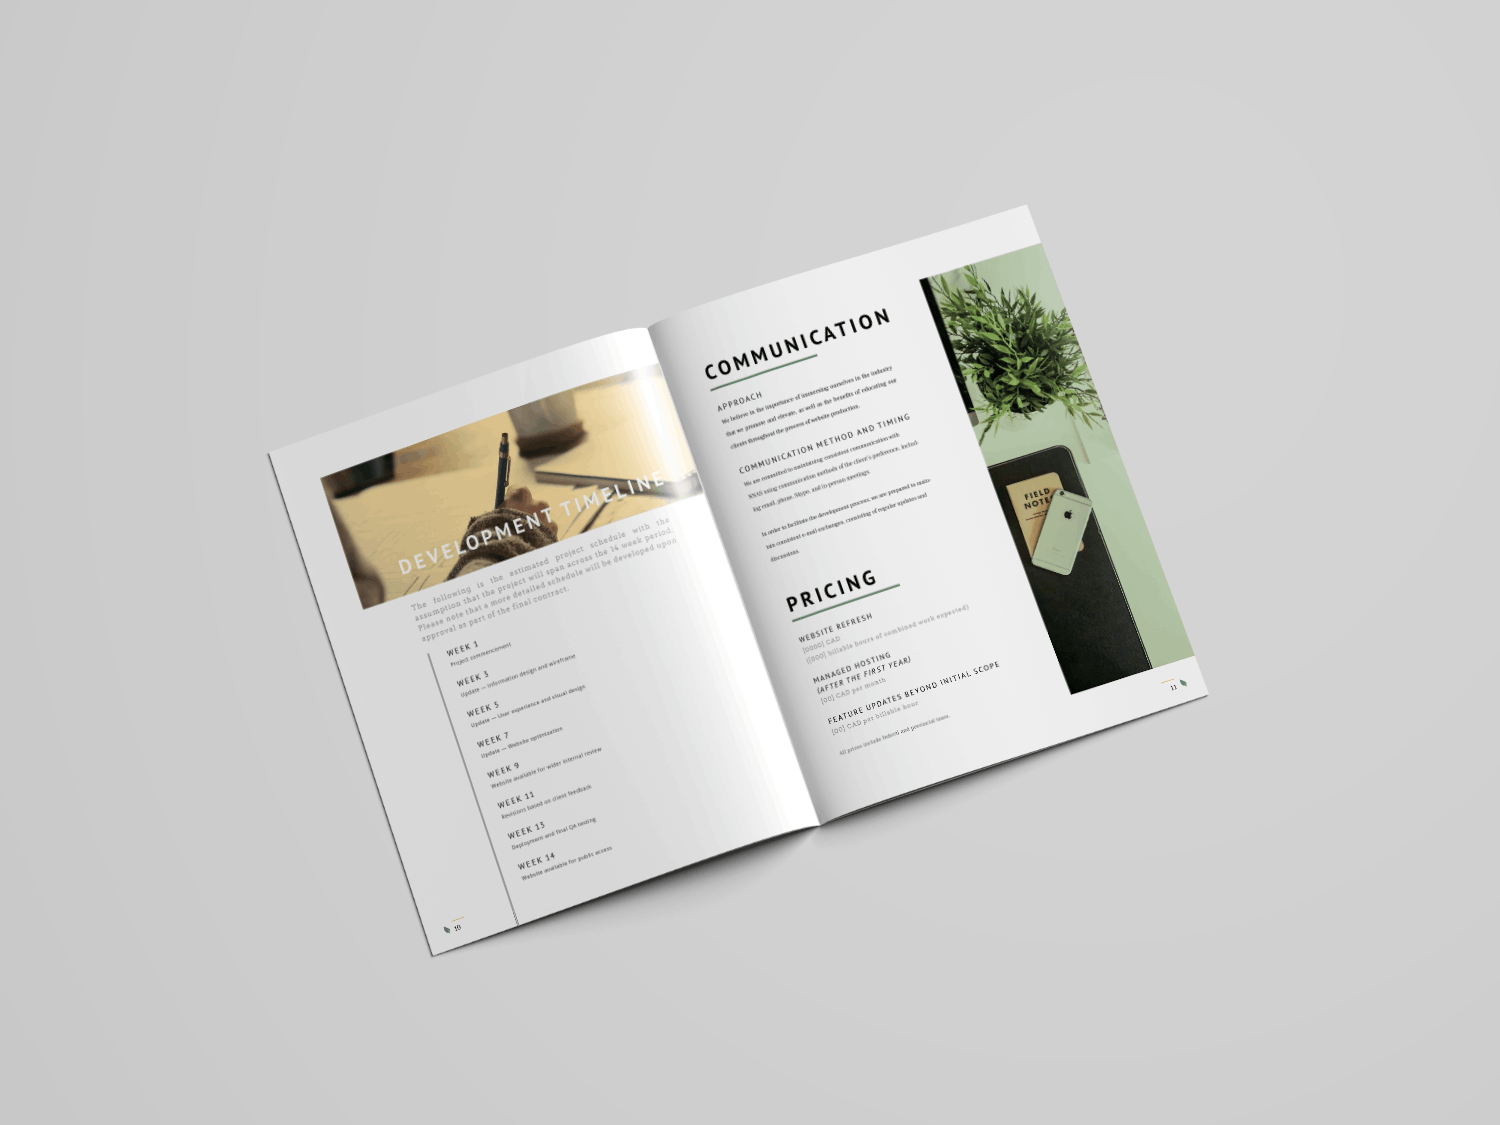 DEVELOPMENT TIMELINE
The following is the estimated project schedule with the
assumption that the project will span across the 14 week period.
Please note that a more detailed schedule will be developed upon
approval as part of the final contract.
WEEK 1
Project commencement
WEEK 3
Update — Information design and wireframe
WEEK 5
Update — User experience and visual design
WEEK 7
Update — Website optimization
WEEK 9
Website available for wider internal review
WEEK 11
Revisions based on client feedback
WEEK 13
Deployment and final QA testing
WEEK 14
Website available for public access
10
COMMUNICATION
APPROACH
We believe in the importance of immersing ourselves in the industry
that we promote and elevate, as well as the benefits of educating our
clients throughout the process of website production.
COMMUNICATION METHOD AND TIMING
We are committed to maintaining consistent communication with
using communication methods of the client's preference, includ-
ing email, phone, Skype, and in-person meetings.
In order to facilitate the development process, we are prepared to main-
tain consistent e-mail exchanges, consisting of regular updates and
discussions.
PRICING
WEBSITE REFRESH
[0000] CAD
([000] billable hours of combined work expected)
MANAGED HOSTING
(AFTER THE FIRST YEAR)
[00] CAD per month
FEATURE UPDATES BEYOND INITIAL SCOPE
[00] CAD per billable hour
All prices include federal and provincial taxes.
FIELD
NOTES
11